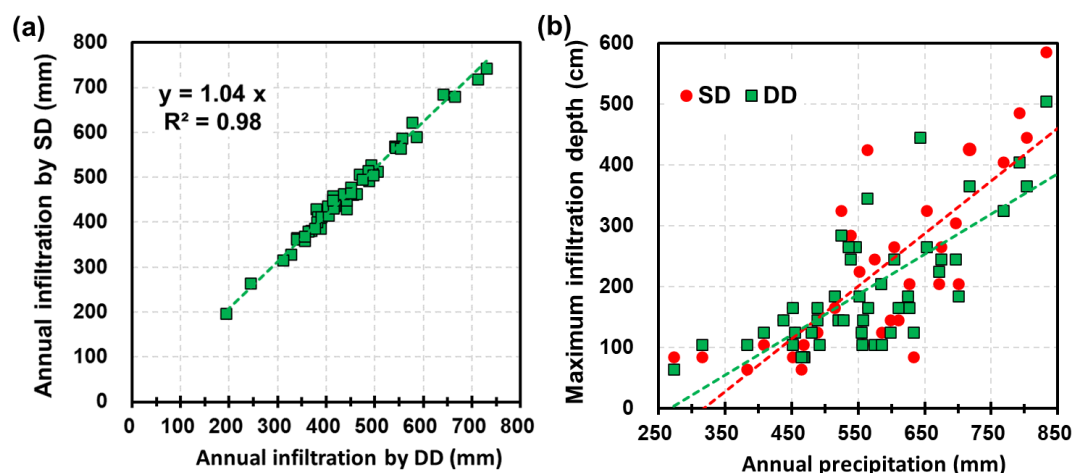 (a)
Annual infiltration by SD (mm)
800
700
600
500
400
300
200
100
0
y = 1.04 x
R² = 0.98
0 100 200 300 400 500 600 700 800
Annual infiltration by DD (mm)
(b)
Maximum infiltration depth (cm)
600
500
400
300
200
100
0
SD DD
250 350 450 550 650 750 850
Annual precipitation (mm)